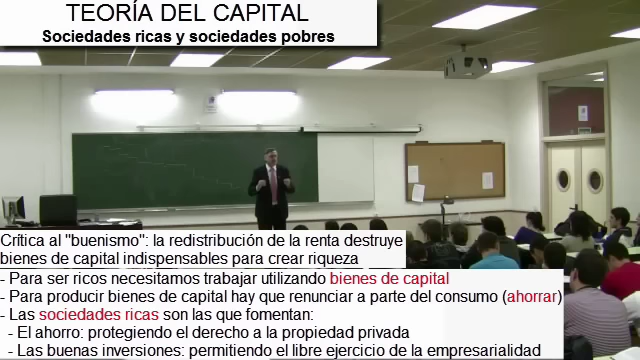 TEORÍA DEL CAPITAL
Sociedades ricas y sociedades pobres
Crítica al "buenismo": la redistribución de la renta destruye
bienes de capital indispensables para crear riqueza
- Para ser ricos necesitamos trabajar utilizando bienes de capital
- Para producir bienes de capital hay que renunciar a parte del consumo (ahorrar)
- Las sociedades ricas son las que fomentan:
- El ahorro: protegiendo el derecho a la propiedad privada
- Las buenas inversiones: permitiendo el libre ejercicio de la empresarialidad